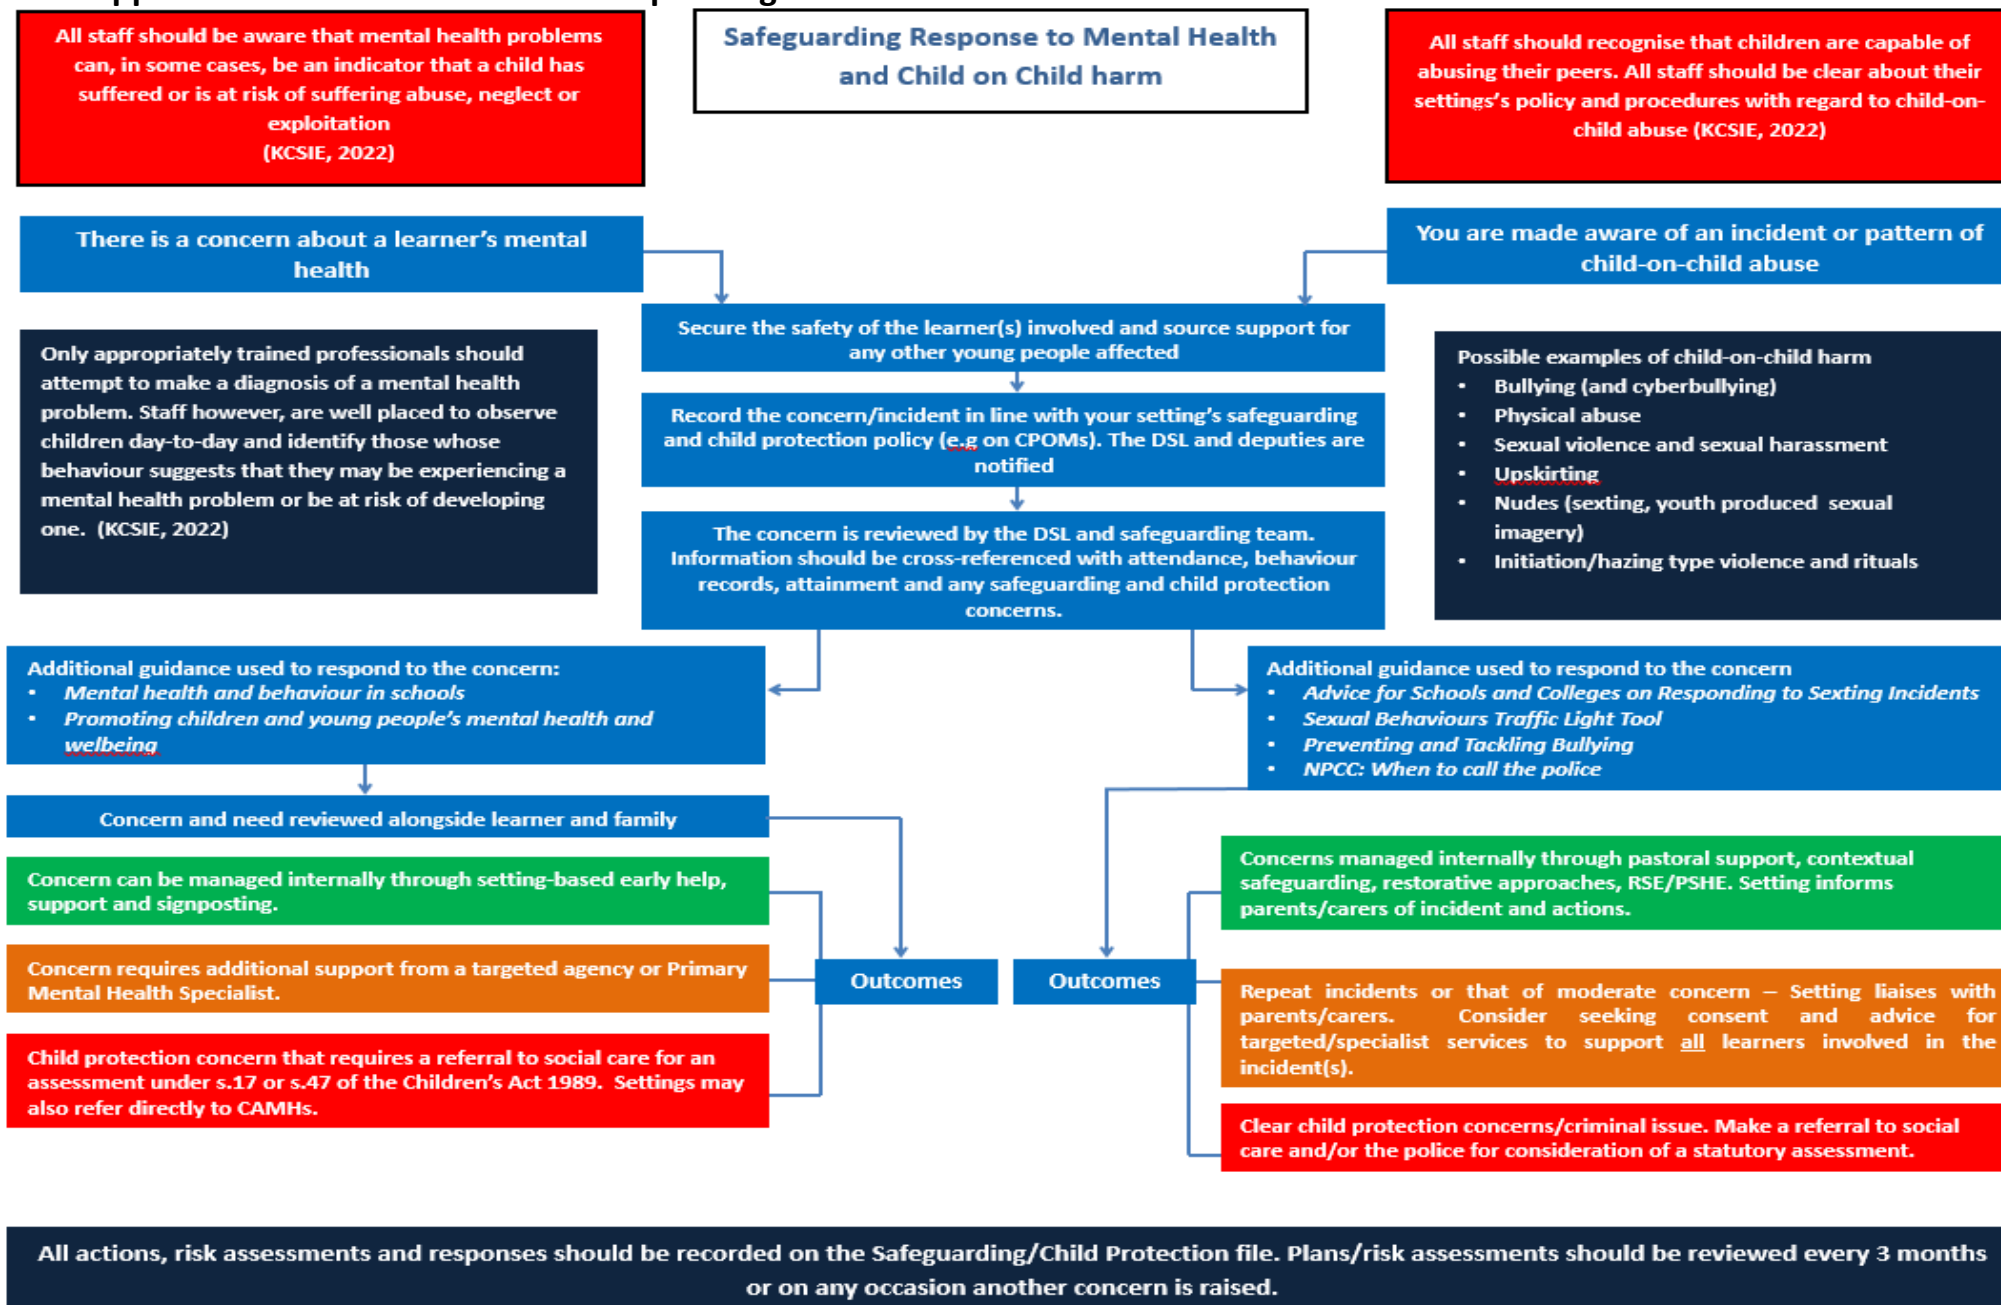 All staff should be aware that mental health problems
can, in some cases, be an indicator that a child has
suffered or is at risk of suffering abuse, neglect or
exploitation
(KCSIE, 2022)
Safeguarding Response to Mental Health
and Child on Child harm
All staff should recognise that children are capable of
abusing their peers. All staff should be clear about their
settings's policy and procedures with regard to child-on-
child abuse (KCSIE, 2022)
There is a concern about a learner's mental
health
You are made aware of an incident or pattern of
child-on-child abuse
Secure the safety of the learner(s) involved and source support for
any other young people affected
Only appropriately trained professionals should
attempt to make a diagnosis of a mental health
problem. Staff however, are well placed to observe
children day-to-day and identify those whose
behaviour suggests that they may be experiencing a
mental health problem or be at risk of developing
one.  (KCSIE, 2022)
Record the concern/incident in line with your setting's safeguarding
and child protection policy (e.g on CPOMs). The DSL and deputies are
notified
Possible examples of child-on-child harm
• Bullying (and cyberbullying)
• Physical abuse
• Sexual violence and sexual harassment
• Upskirting
• Nudes (sexting, youth produced  sexual
imagery)
• Initiation/hazing type violence and rituals
The concern is reviewed by the DSL and safeguarding team.
Information should be cross-referenced with attendance, behaviour
records, attainment and any safeguarding and child protection
concerns.
Additional guidance used to respond to the concern:
• Mental health and behaviour in schools
• Promoting children and young people's mental health and
welbeing
Additional guidance used to respond to the concern
• Advice for Schools and Colleges on Responding to Sexting Incidents
• Sexual Behaviours Traffic Light Tool
• Preventing and Tackling Bullying
• NPCC: When to call the police
Concern and need reviewed alongside learner and family
Concern can be managed internally through setting-based early help,
support and signposting.
Concern requires additional support from a targeted agency or Primary
Mental Health Specialist.
Child protection concern that requires a referral to social care for an
assessment under s.17 or s.47 of the Children's Act 1989.  Settings may
also refer directly to CAMHs.
Outcomes
Outcomes
Concerns managed internally through pastoral support, contextual
safeguarding, restorative approaches, RSE/PSHE. Setting informs
parents/carers of incident and actions.
Repeat incidents or that of moderate concern – Setting liaises with
parents/carers. Consider seeking consent and advice for
targeted/specialist services to support all learners involved in the
incident(s).
Clear child protection concerns/criminal issue. Make a referral to social
care and/or the police for consideration of a statutory assessment.
All actions, risk assessments and responses should be recorded on the Safeguarding/Child Protection file. Plans/risk assessments should be reviewed every 3 months
or on any occasion another concern is raised.